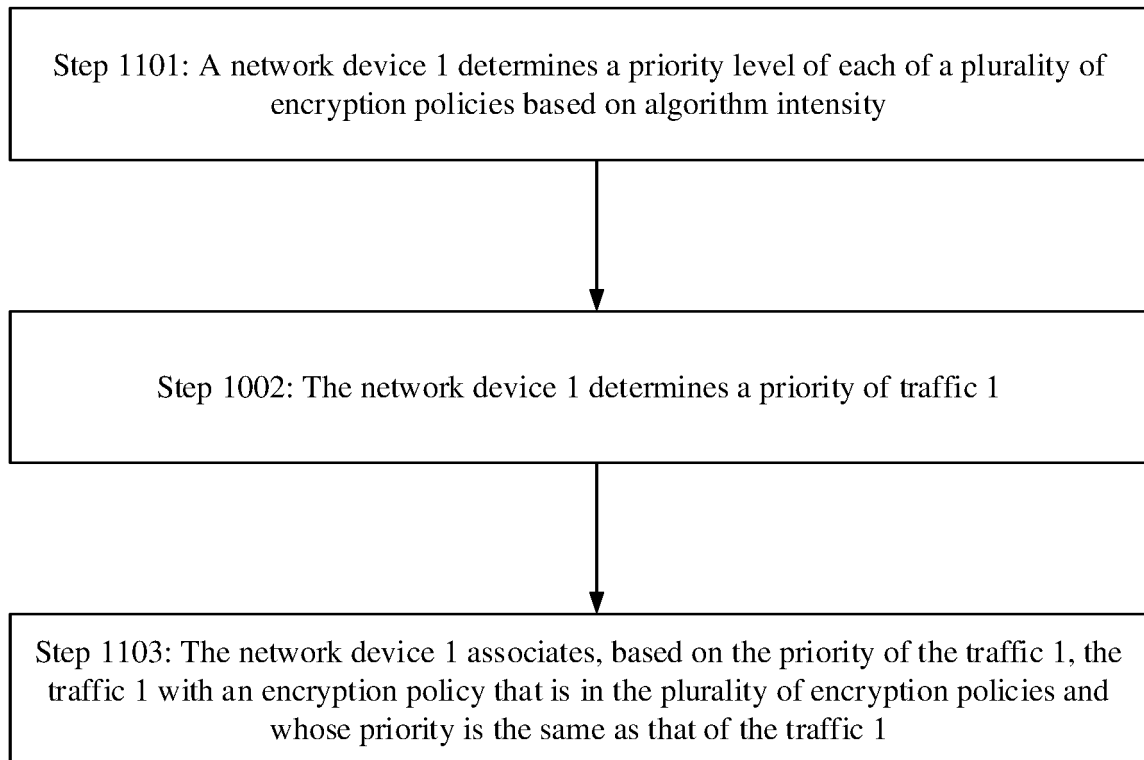 Step 1101: A network device 1 determines a priority level of each of a plurality of
encryption policies based on algorithm intensity
Step 1002: The network device 1 determines a priority of traffic 1
Step 1103: The network device 1 associates, based on the priority of the traffic 1, the
traffic 1 with an encryption policy that is in the plurality of encryption policies and
whose priority is the same as that of the traffic 1